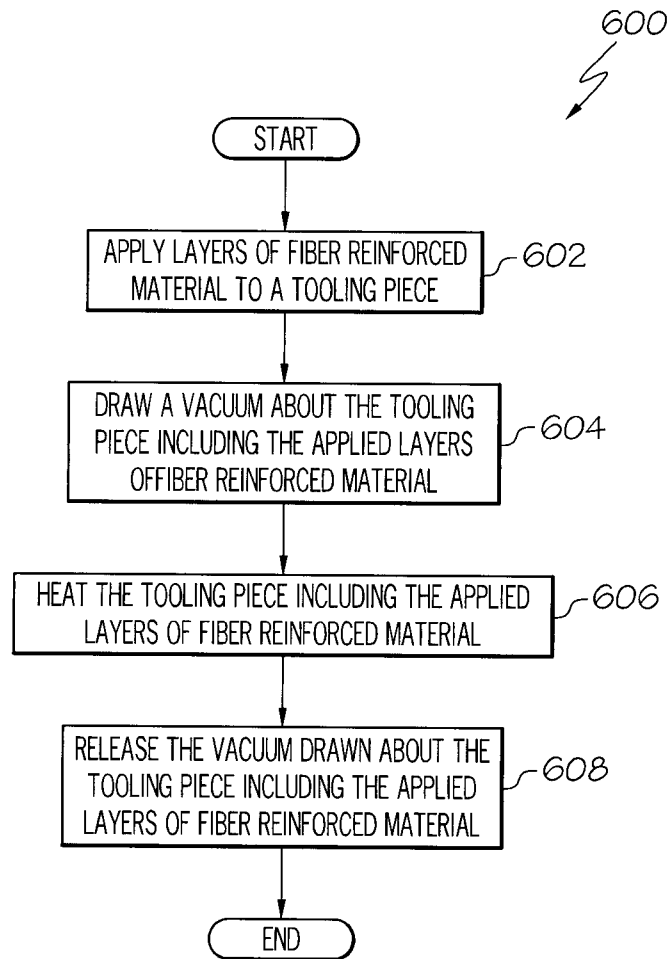 600
START
APPLY LAYERS OF FIBER REINFORCED
MATERIAL TO A TOOLING PIECE
602
DRAW A VACUUM ABOUT THE TOOLING
PIECE INCLUDING THE APPLIED LAYERS
OFFIBER REINFORCED MATERIAL
604
HEAT THE TOOLING PIECE INCLUDING THE APPLIED
LAYERS OF FIBER REINFORCED MATERIAL
606
RELEASE THE VACUUM DRAWN ABOUT THE
TOOLING PIECE INCLUDING THE APPLIED
LAYERS OF FIBER REINFORCED MATERIAL
608
END